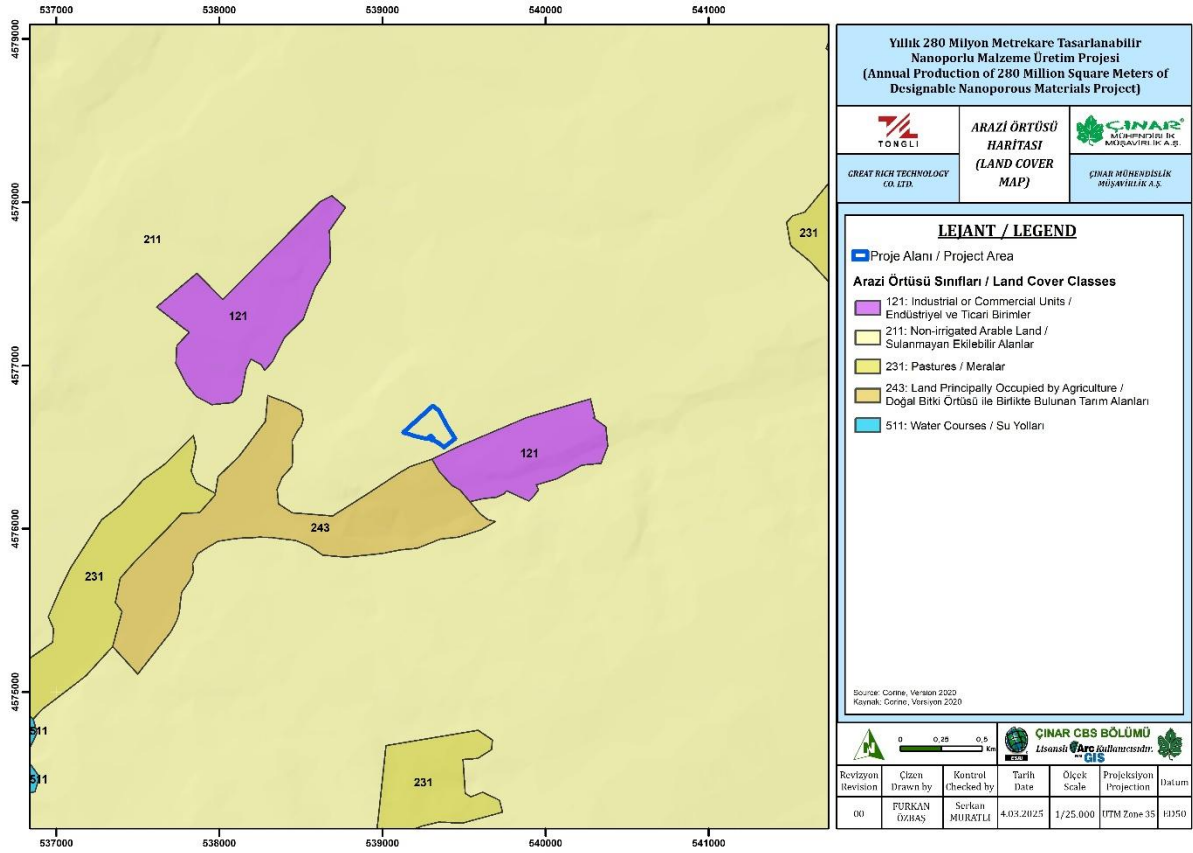 537000 538000 539000 540000 541000
4579000
4578000
4577000
4576000
4575000
211
121
231
121
243
231
511
511
231
537000 538000 539000 540000 541000
Yıllık 280 Milyon Metrekare Tasarlanabilir
Nanoporlu Malzeme Üretim Projesi
(Annual Production of 280 Million Square Meters of
Designable Nanoporous Materials Project)
TONGLI
GREAT RICH TECHNOLOGY
CO. LTD.
ARAZİ ÖRTÜSÜ
HARİTASI
(LAND COVER
MAP)
ÇINAR
MÜHENDİSLİK
MÜŞAVİRLİK A.Ş.
ÇINAR MÜHENDİSLİK
MÜŞAVİRLİK A.Ş.
LEJANT / LEGEND
Proje Alanı / Project Area
Arazi Örtüsü Sınıfları / Land Cover Classes
121: Industrial or Commercial Units /
Endüstriyel ve Ticari Birimler
211: Non-irrigated Arable Land /
Sulanmayan Ekilebilir Alanlar
231: Pastures / Meralar
243: Land Principally Occupied by Agriculture /
Doğal Bitki Örtüsü ile Birlikte Bulunan Tarım Alanları
511: Water Courses / Su Yolları
Source: Corine, Version 2020
Kaynak: Corine, Versiyon 2020
N
0 0,25 0,5
Km
ESRI
ÇINAR CBS BÖLÜMÜ
Lisanslı Arc Kullanıcısıdır.
GIS
Revizyon Çizen Kontrol Tarih Ölçek Projeksiyon Datum
Revision Drawn by Checked by Date Scale Projection
00 FURKAN ÖZBAŞ Serkan MURATLI 4.03.2025 1/25.000 UTM Zone 35 ED50